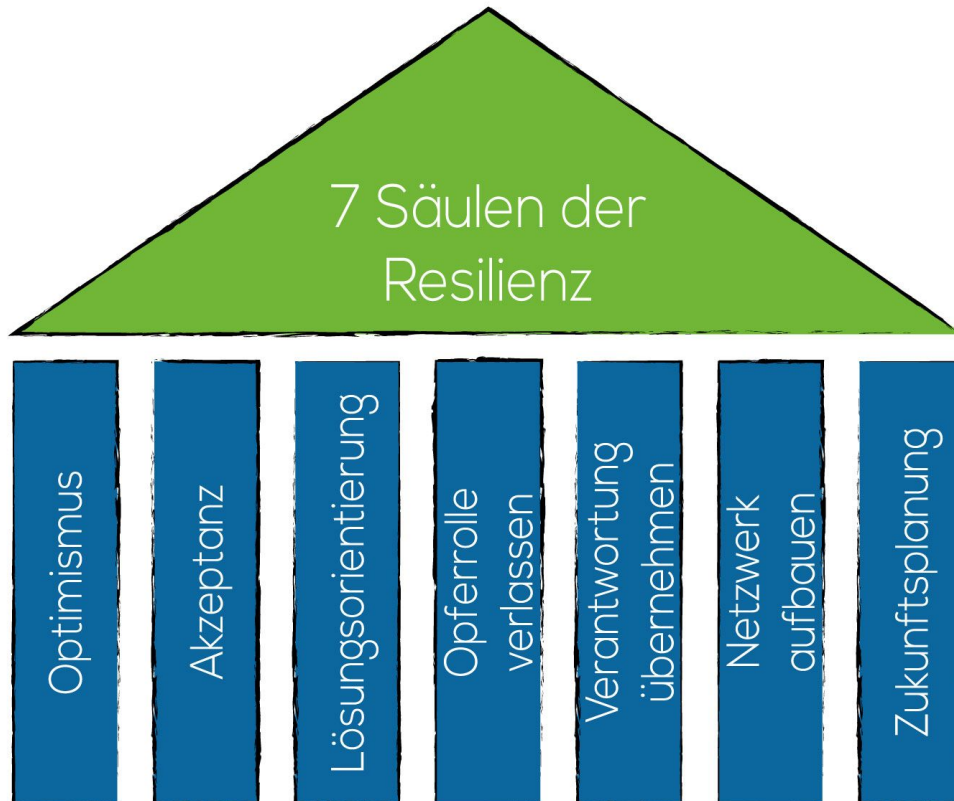 7 Säulen der
Resilienz
Optimismus
Akzeptanz
Lösungsorientierung
Opferrolle
verlassen
Verantwortung
übernehmen
Netzwerk
aufbauen
Zukunftsplanung